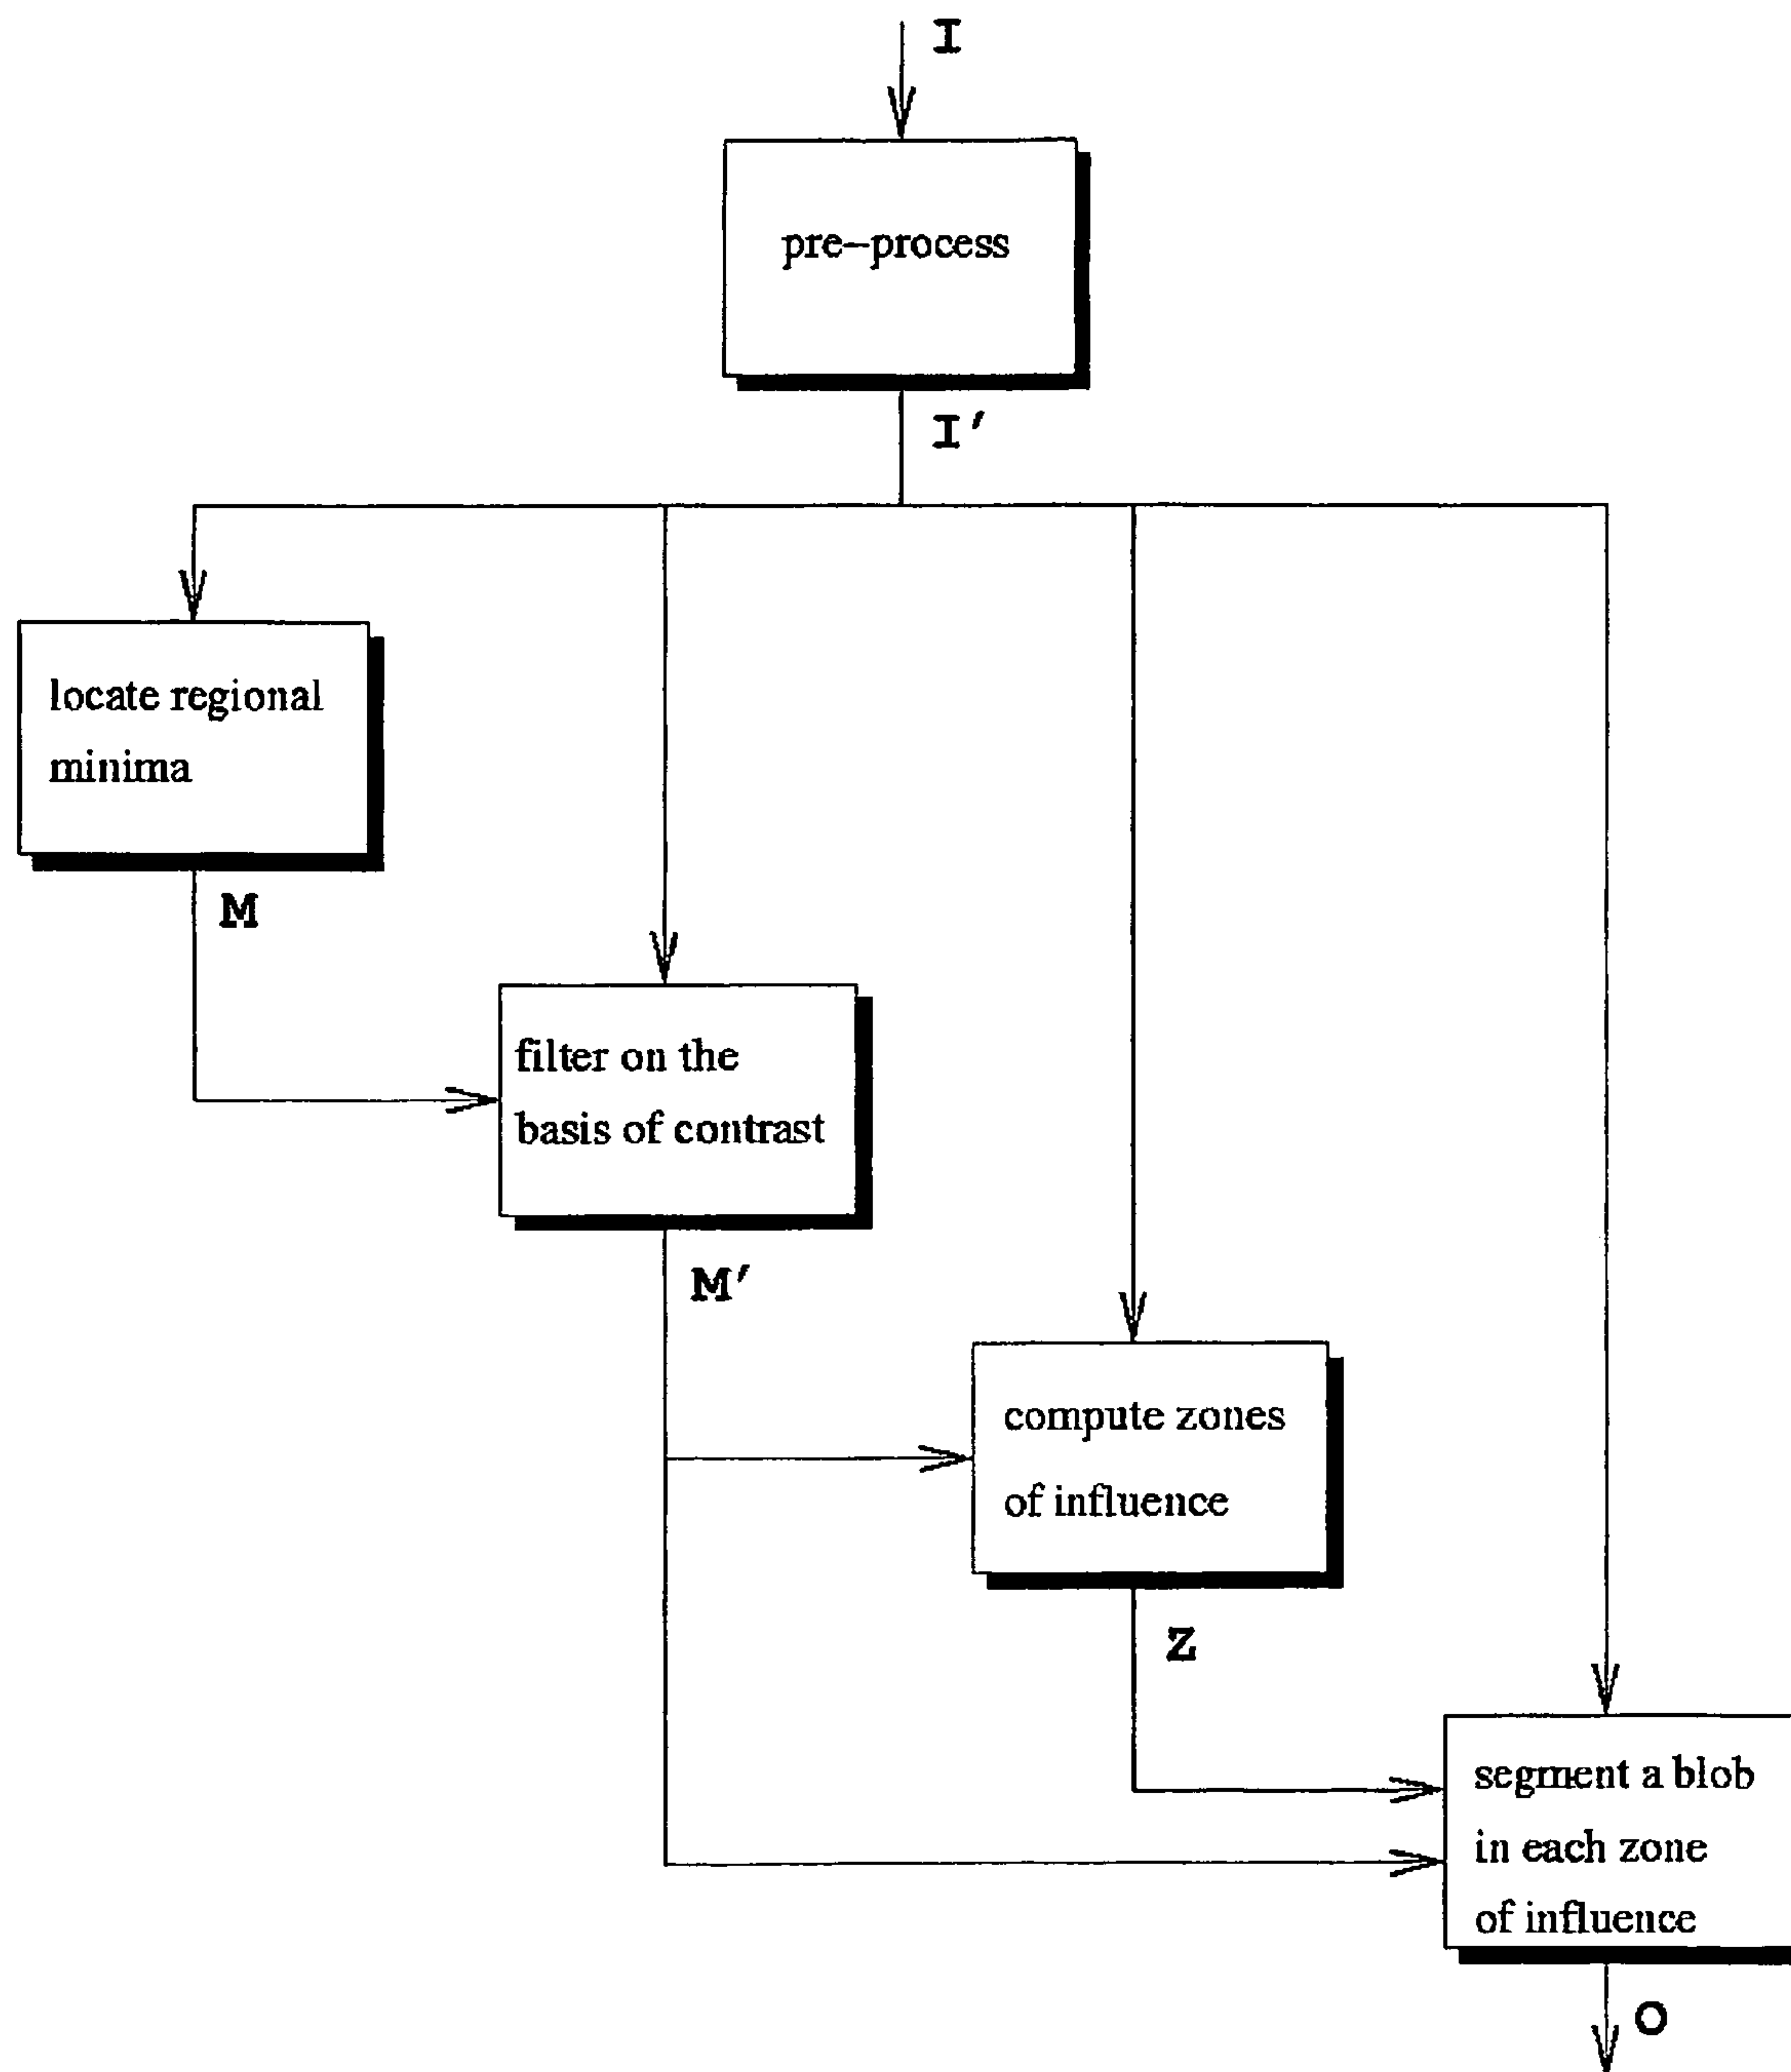 I
pre–process
I'
locate regional
minima
M
filter on the
basis of contrast
M'
compute zones
of influence
Z
segment a blob
in each zone
of influence
O